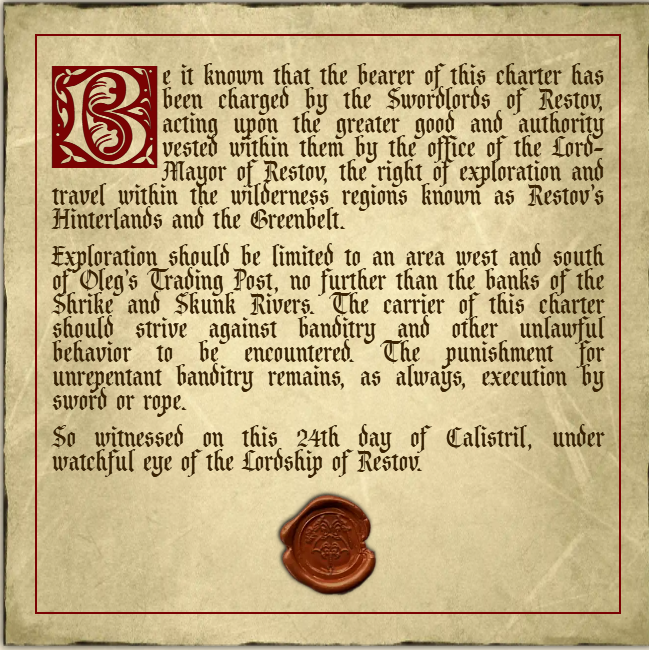 Be it known that the bearer of this charter has
been charged by the Swordlords of Restov,
acting upon the greater good and authority
vested within them by the office of the Lord-
Mayor of Restov, the right of exploration and
travel within the wilderness regions known as Restov's
Hinterlands and the Greenbelt.
Exploration should be limited to an area west and south
of Oleg's Trading Post, no further than the banks of the
Shrike and Skunk Rivers. The carrier of this charter
should strive against banditry and other unlawful
behavior to be encountered. The punishment for
unrepentant banditry remains, as always, execution by
sword or rope.
So witnessed on this 24th day of Calistril, under
watchful eye of the Lordship of Restov.